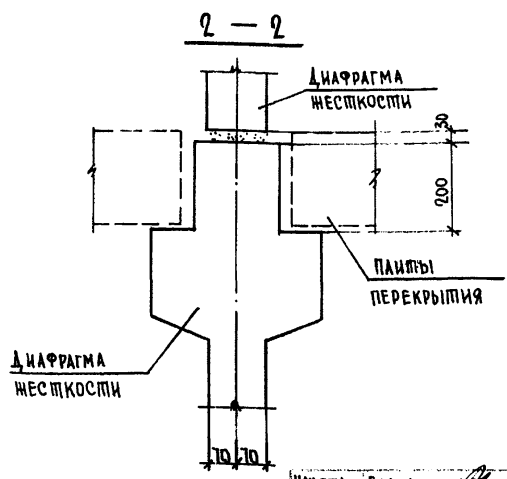 2 — 2
ДИАФРАГМА
ЖЕСТКОСТИ
30
200
ПЛИТЫ
ПЕРЕКРЫТИЯ
ДИАФРАГМА
ЖЕСТКОСТИ
70 70